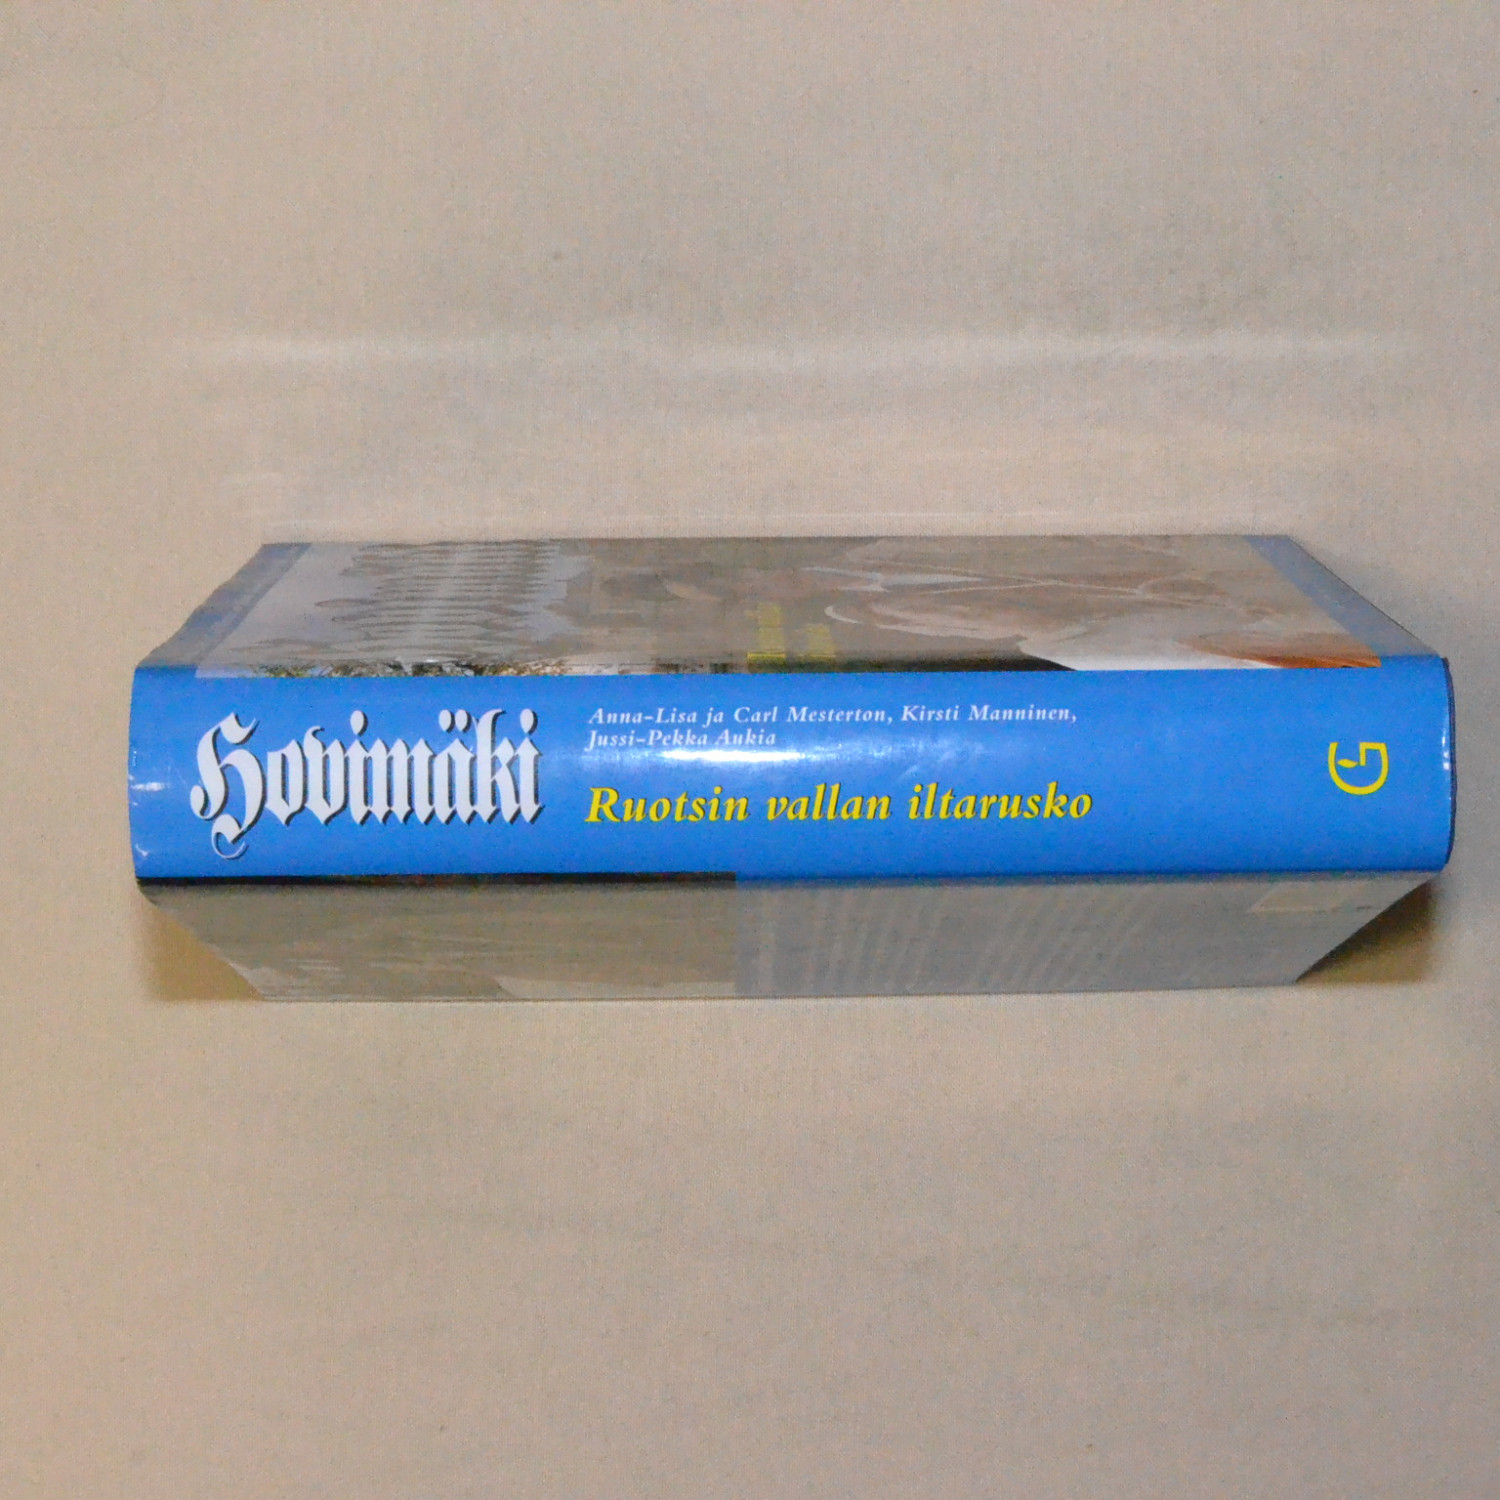 Hovimäki
Anna-Lisa ja Carl Mesterton, Kirsti Manninen,
Jussi-Pekka Aukia
Ruotsin vallan iltarusko
G